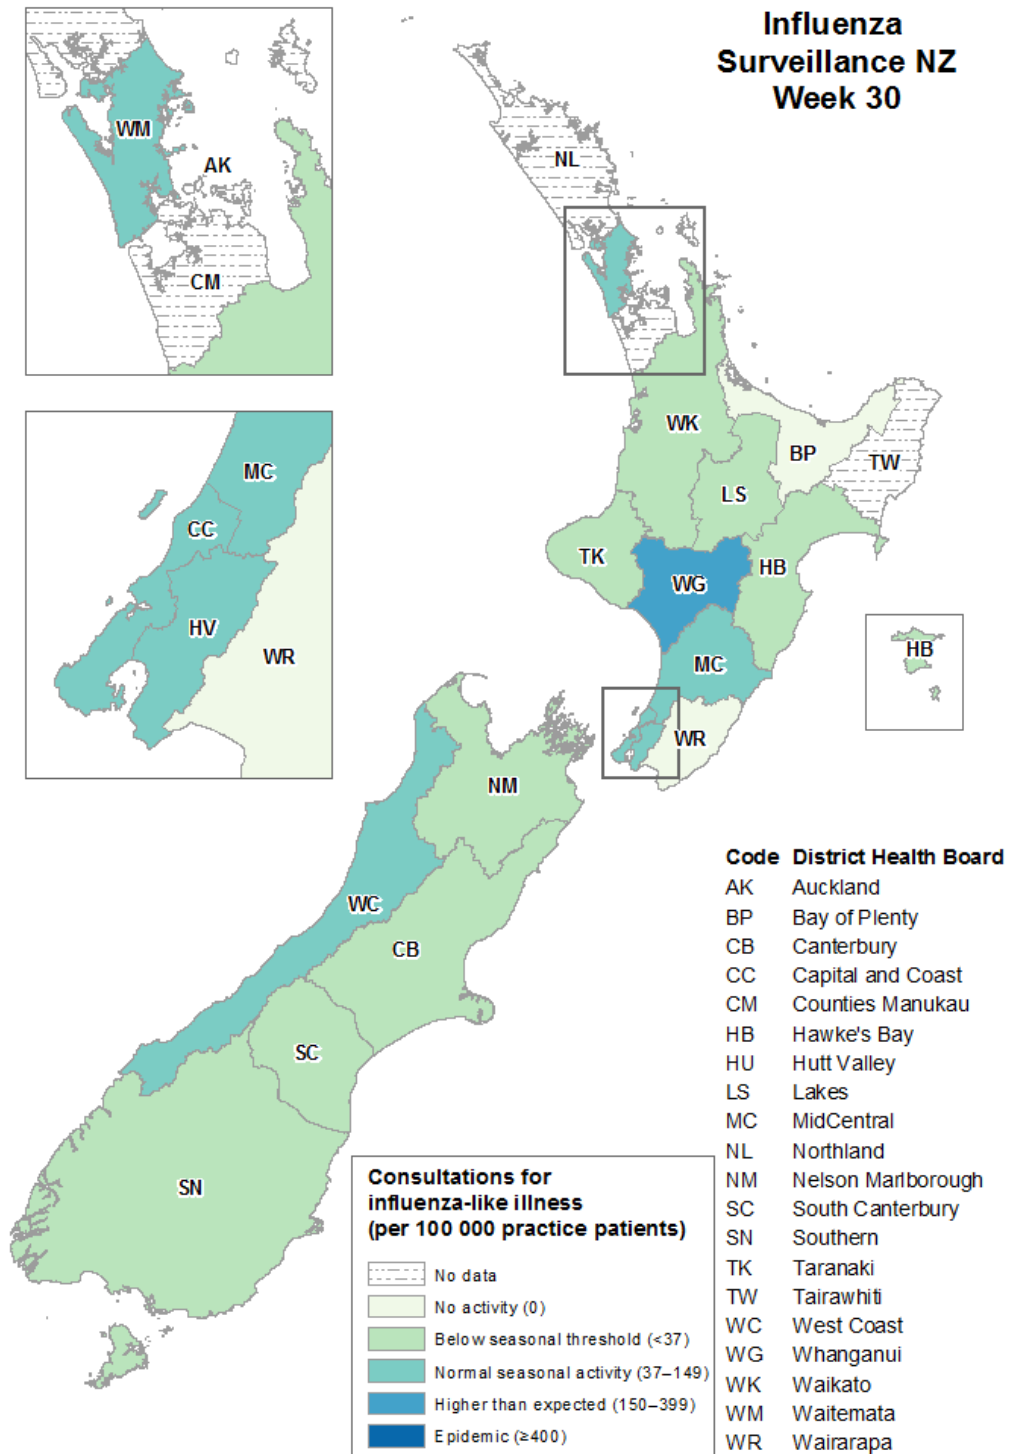 Influenza
Surveillance NZ
Week 30
WM
AK
CM
MC
CC
HV
WR
NL
WK
BP
TW
LS
TK
HB
WG
MC
HB
WR
NM
WC
CB
SC
SN
Code District Health Board
AK Auckland
BP Bay of Plenty
CB Canterbury
CC Capital and Coast
CM Counties Manukau
HB Hawke's Bay
HU Hutt Valley
LS Lakes
MC MidCentral
NL Northland
NM Nelson Marlborough
SC South Canterbury
SN Southern
TK Taranaki
TW Tairawhiti
WC West Coast
WG Whanganui
WK Waikato
WM Waitemata
WR Wairarapa
Consultations for
influenza-like illness
(per 100 000 practice patients)
No data
No activity (0)
Below seasonal threshold (<37)
Normal seasonal activity (37–149)
Higher than expected (150–399)
Epidemic (≥400)